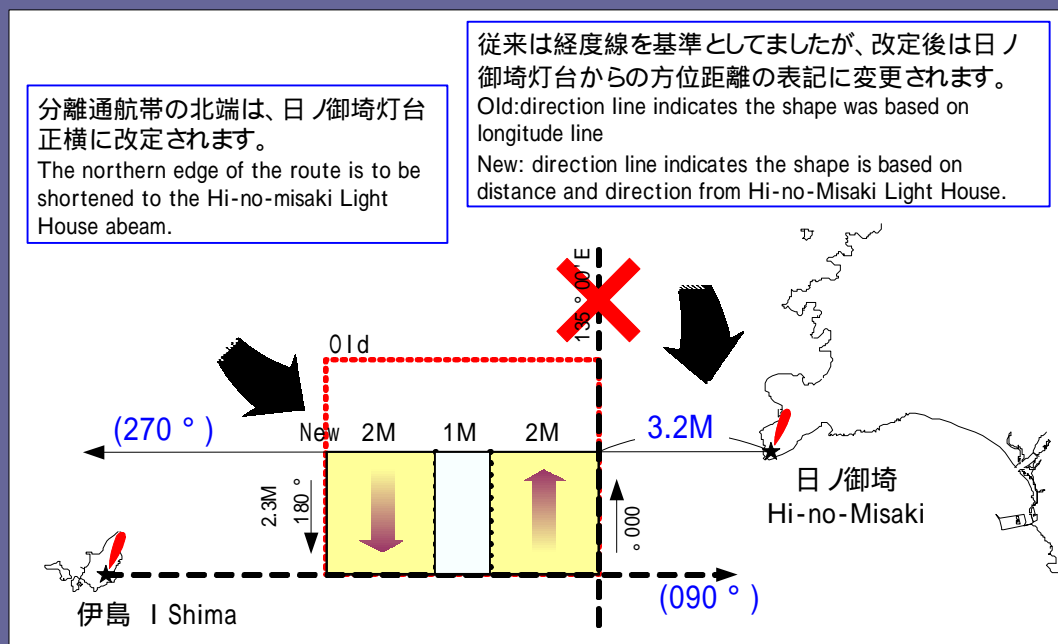 従来は経度線を基準としてましたが、改定後は日ノ
御埼灯台からの方位距離の表記に変更されます。
Old:direction line indicates the shape was based on
longitude line
New: direction line indicates the shape is based on
distance and direction from Hi-no-Misaki Light House.
分離通航帯の北端は、日ノ御埼灯台
正横に改定されます。
The northern edge of the route is to be
shortened to the Hi-no-misaki Light
House abeam.
135°00'E
Old
(270°)
New 2M 1M 2M
3.2M
2.3M
180°
000°
日ノ御埼
Hi-no-Misaki
(090°)
伊島 I Shima